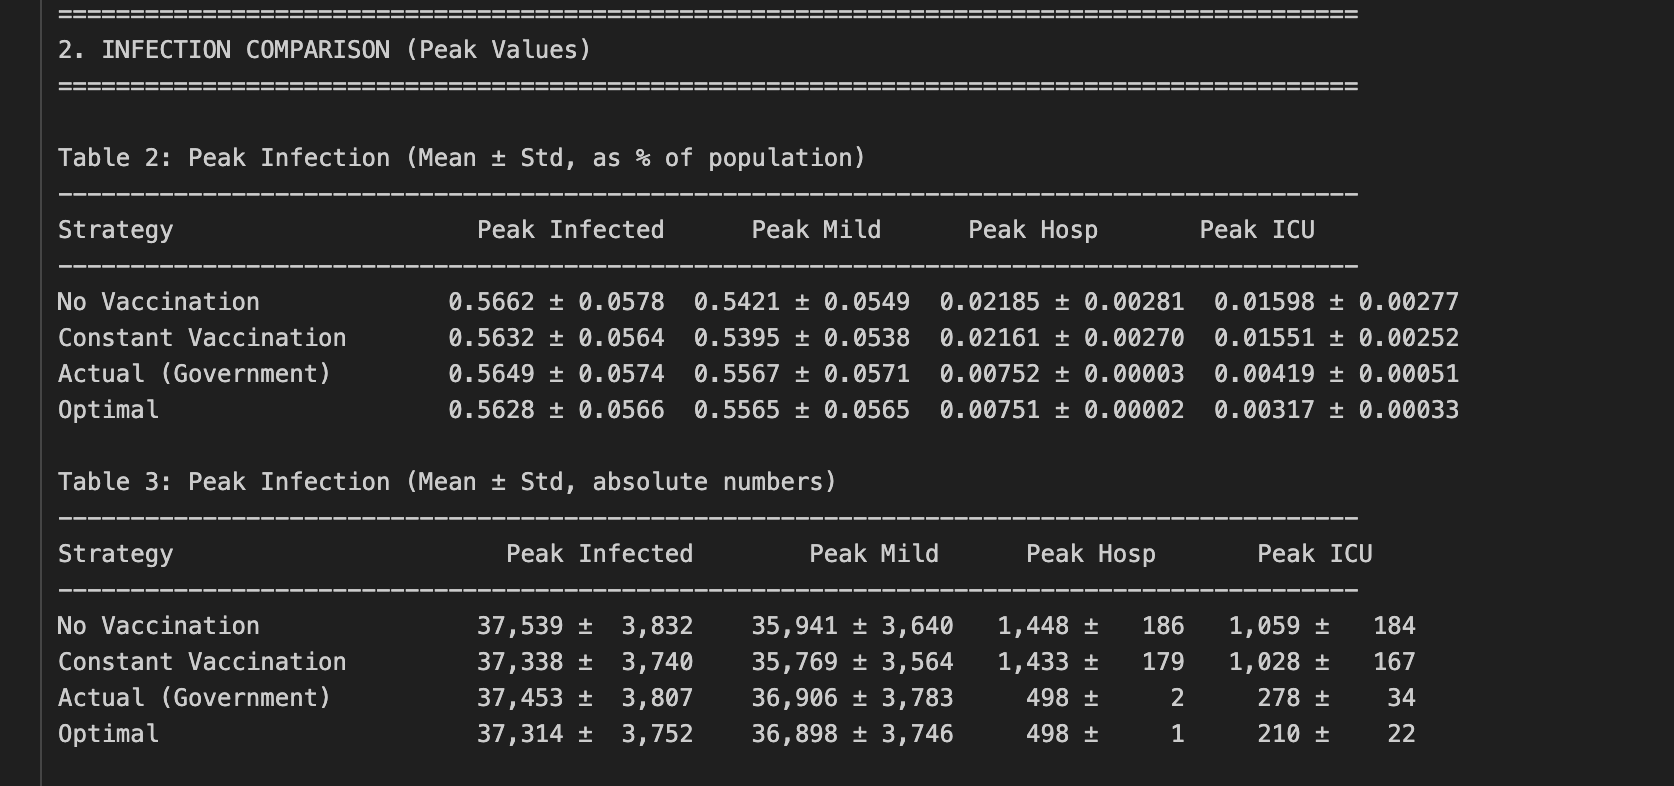 ==========================================================================================
2. INFECTION COMPARISON (Peak Values)
==========================================================================================
Table 2: Peak Infection (Mean ± Std, as % of population)
------------------------------------------------------------------------------------------
Strategy                     Peak Infected      Peak Mild      Peak Hosp       Peak ICU
------------------------------------------------------------------------------------------
No Vaccination             0.5662 ± 0.0578  0.5421 ± 0.0549  0.02185 ± 0.00281  0.01598 ± 0.00277
Constant Vaccination       0.5632 ± 0.0564  0.5395 ± 0.0538  0.02161 ± 0.00270  0.01551 ± 0.00252
Actual (Government)        0.5649 ± 0.0574  0.5567 ± 0.0571  0.00752 ± 0.00003  0.00419 ± 0.00051
Optimal                    0.5628 ± 0.0566  0.5565 ± 0.0565  0.00751 ± 0.00002  0.00317 ± 0.00033
Table 3: Peak Infection (Mean ± Std, absolute numbers)
------------------------------------------------------------------------------------------
Strategy                       Peak Infected        Peak Mild      Peak Hosp       Peak ICU
------------------------------------------------------------------------------------------
No Vaccination               37,539 ±  3,832    35,941 ± 3,640   1,448 ±   186   1,059 ±   184
Constant Vaccination         37,338 ±  3,740    35,769 ± 3,564   1,433 ±   179   1,028 ±   167
Actual (Government)          37,453 ±  3,807    36,906 ± 3,783     498 ±     2     278 ±    34
Optimal                      37,314 ±  3,752    36,898 ± 3,746     498 ±     1     210 ±    22